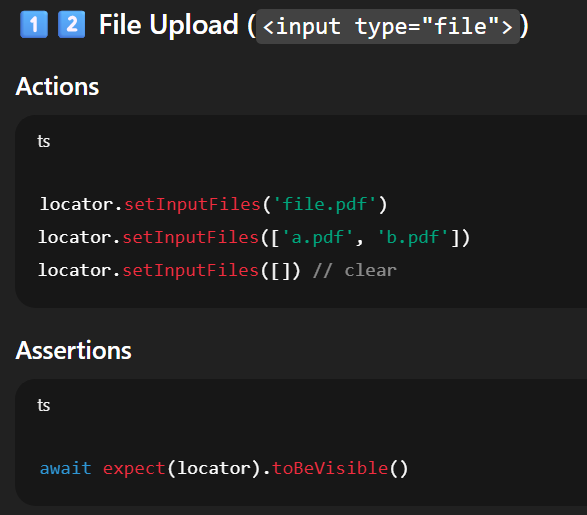 1️⃣ 2️⃣ File Upload (<input type="file">)
Actions
ts
locator.setInputFiles('file.pdf')
locator.setInputFiles(['a.pdf', 'b.pdf'])
locator.setInputFiles([]) // clear
Assertions
ts
await expect(locator).toBeVisible()